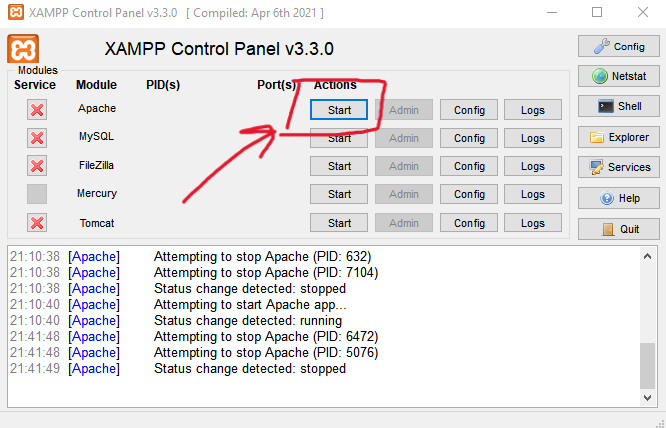 XAMPP Control Panel v3.3.0 [ Compiled: Apr 6th 2021 ]
XAMPP Control Panel v3.3.0
Config
Modules
Service Module PID(s) Port(s) Actions
Netstat
Apache Start Admin Config Logs
Shell
MySQL Start Admin Config Logs
Explorer
FileZilla Start Admin Config Logs
Services
Mercury Start Admin Config Logs
Help
Tomcat Start Admin Config Logs
Quit
21:10:38 [Apache] Attempting to stop Apache (PID: 632)
21:10:38 [Apache] Attempting to stop Apache (PID: 7104)
21:10:38 [Apache] Status change detected: stopped
21:10:40 [Apache] Attempting to start Apache app...
21:10:40 [Apache] Status change detected: running
21:41:48 [Apache] Attempting to stop Apache (PID: 6472)
21:41:48 [Apache] Attempting to stop Apache (PID: 5076)
21:41:49 [Apache] Status change detected: stopped